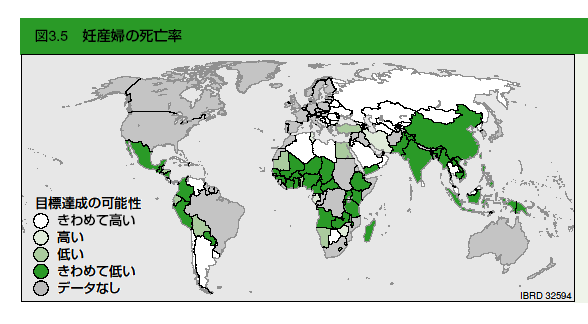 図3.5 妊産婦の死亡率
目標達成の可能性
きわめて高い
高い
低い
きわめて低い
データなし
IBRD 32594